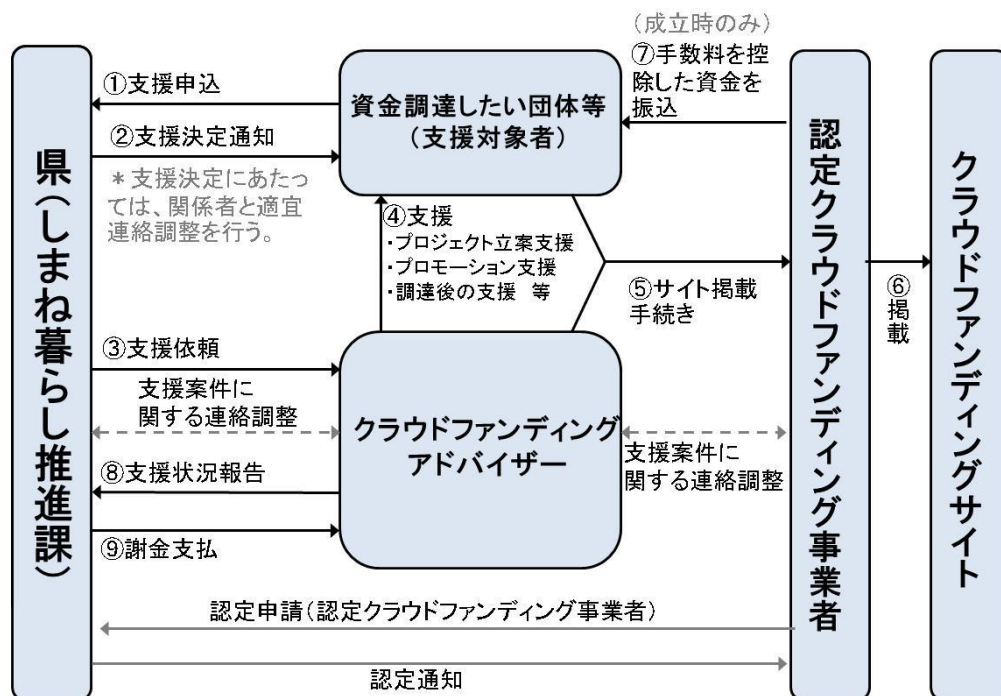 県(しまね暮らし推進課)
①支援申込
②支援決定通知
*支援決定にあたっ
ては、関係者と適宜
連絡調整を行う。
資金調達したい団体等
(支援対象者)
(成立時のみ)
⑦手数料を控
除した資金を
振込
④支援
・プロジェクト立案支援
・プロモーション支援
・調達後の支援 等
⑤サイト掲載
手続き
認定クラウドファンディング事業者
⑥掲載
クラウドファンディングサイト
③支援依頼
支援案件に
関する連絡調整
クラウドファンディング
アドバイザー
支援案件に
関する連絡調整
⑧支援状況報告
⑨謝金支払
認定申請(認定クラウドファンディング事業者)
認定通知